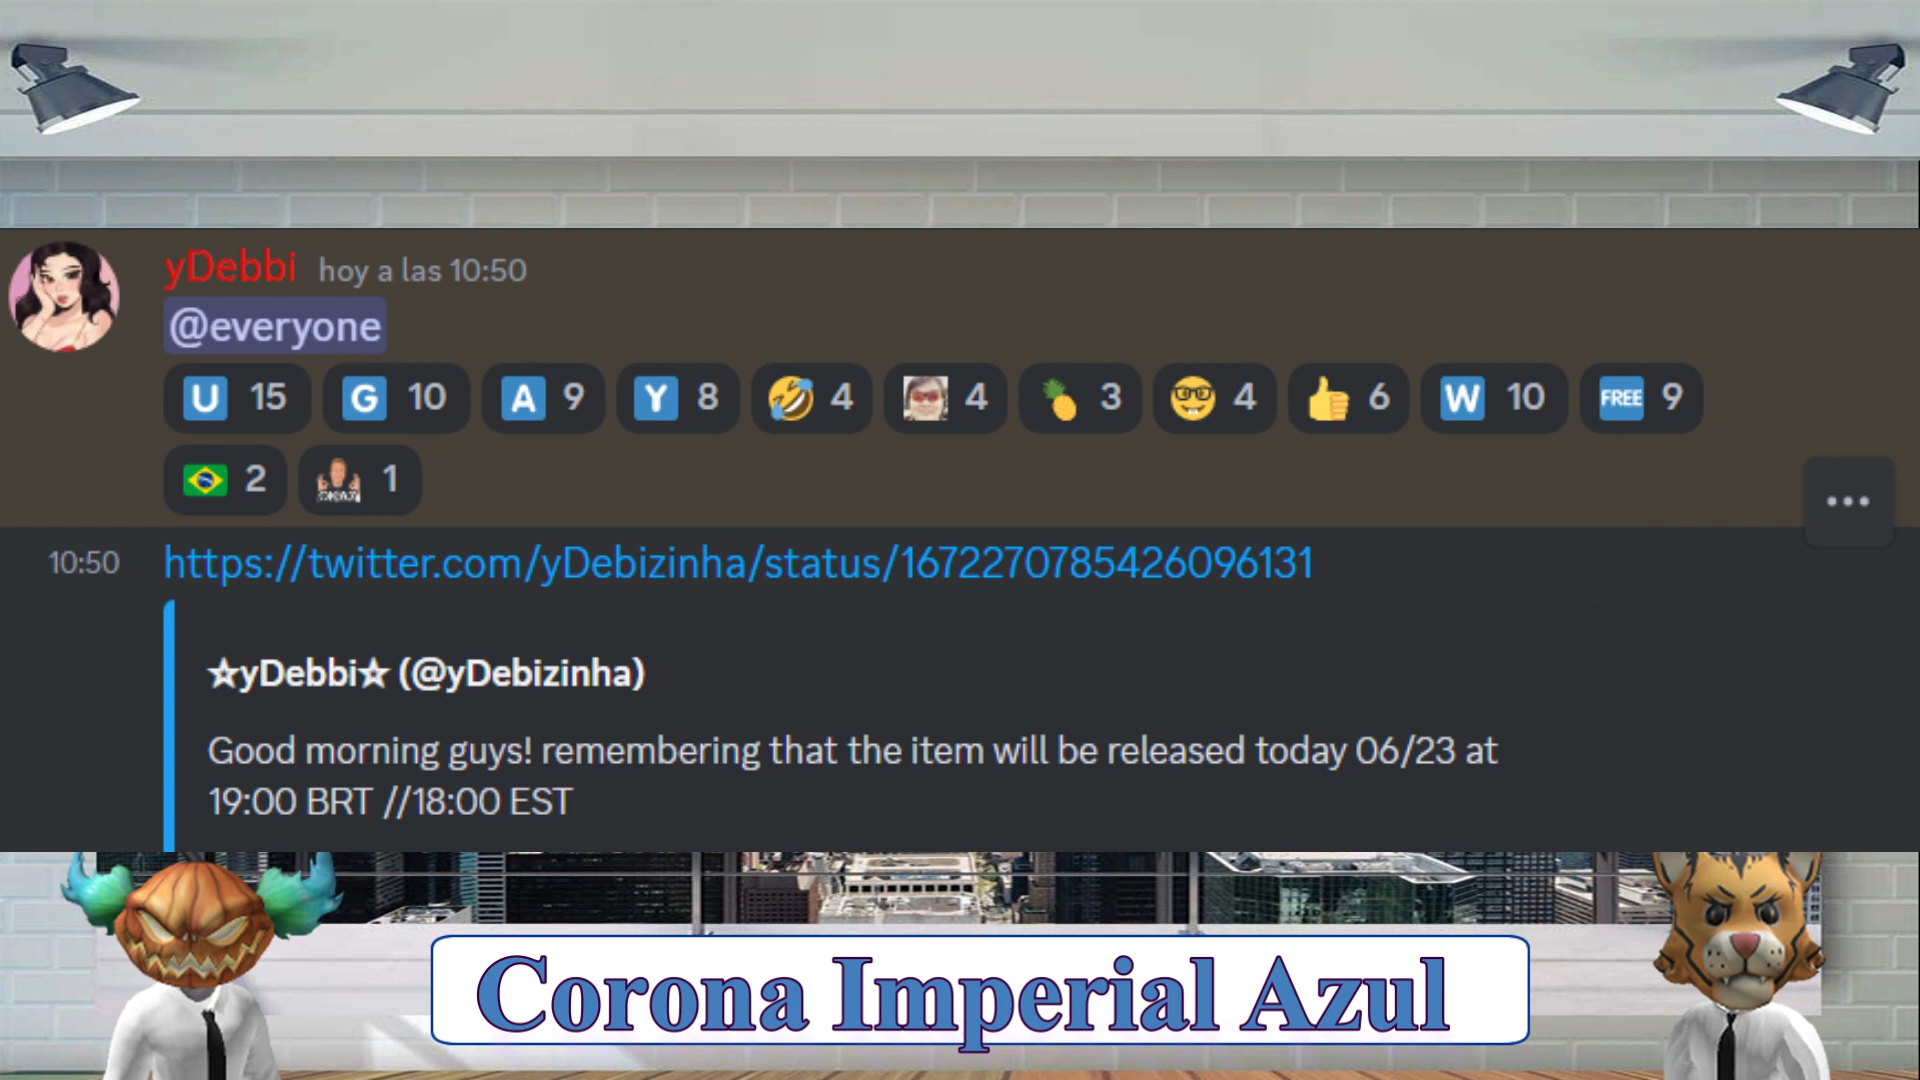 yDebbi hoy a las 10:50
@everyone
U 15 G 10 A 9 Y 8 4 4 3 4 6 W 10 FREE 9
2 1
10:50 https://twitter.com/yDebizinha/status/1672270785426096131
☆yDebbi☆ (@yDebizinha)
Good morning guys! remembering that the item will be released today 06/23 at
19:00 BRT //18:00 EST
Corona Imperial Azul